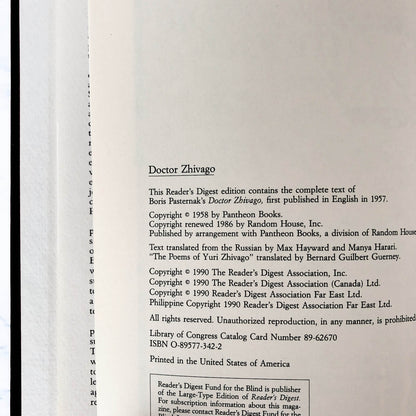 Doctor Zhivago
This Reader's Digest edition contains the complete text of
Boris Pasternak's Doctor Zhivago, first published in English in 1957.
Copyright © 1958 by Pantheon Books.
Copyright renewed 1986 by Random House, Inc.
Published by arrangement with Pantheon Books, a division of Random House
Text translated from the Russian by Max Hayward and Manya Harari.
"The Poems of Yuri Zhivago" translated by Bernard Guilbert Guerney.
Copyright © 1990 The Reader's Digest Association, Inc.
Copyright © 1990 The Reader's Digest Association (Canada) Ltd.
Copyright © 1990 Reader's Digest Association Far East Ltd.
Philippine Copyright 1990 Reader's Digest Association Far East Ltd.
All rights reserved. Unauthorized reproduction, in any manner, is prohibited
Library of Congress Catalog Card Number 89-62670
ISBN O-89577-342-2
Printed in the United States of America
Reader's Digest Fund for the Blind is publisher
of the Large-Type Edition of Reader's Digest.
For subscription information about this maga-
zine, please contact Reader's Digest Fund for the